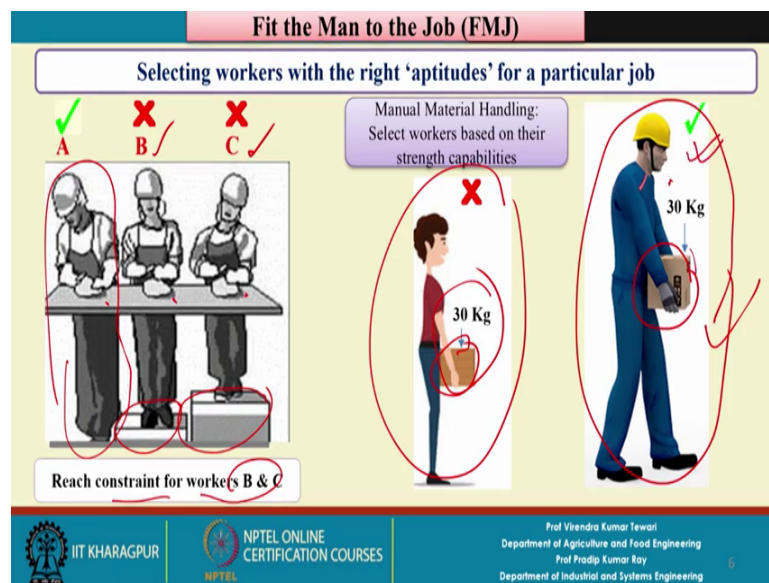 Fit the Man to the Job (FMJ)
Selecting workers with the right ‘aptitudes’ for a particular job
A B C
Manual Material Handling:
Select workers based on their
strength capabilities
30 Kg
30 Kg
Reach constraint for workers B & C
IIT KHARAGPUR
NPTEL
NPTEL ONLINE
CERTIFICATION COURSES
Prof Virendra Kumar Tewari
Department of Agriculture and Food Engineering
Prof Pradip Kumar Ray
Department of Industrial and Systems Engineering
6